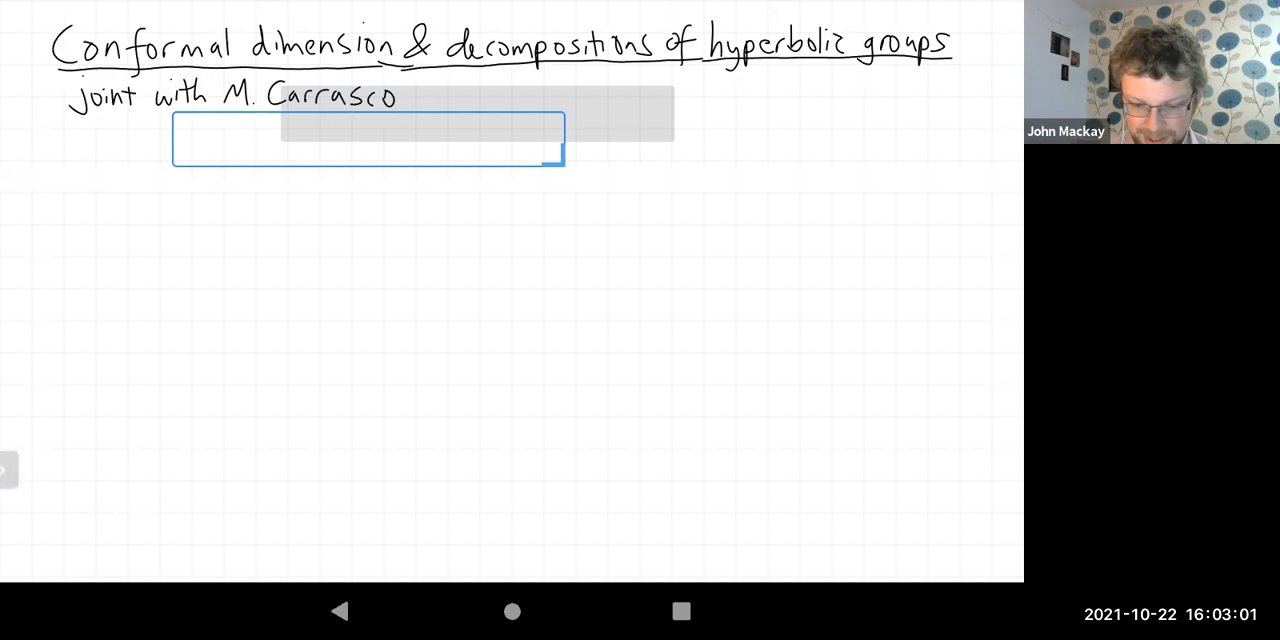 Conformal dimension & decompositions of hyperbolic groups
joint with M. Carrasco
John Mackay
2021-10-22 16:03:01